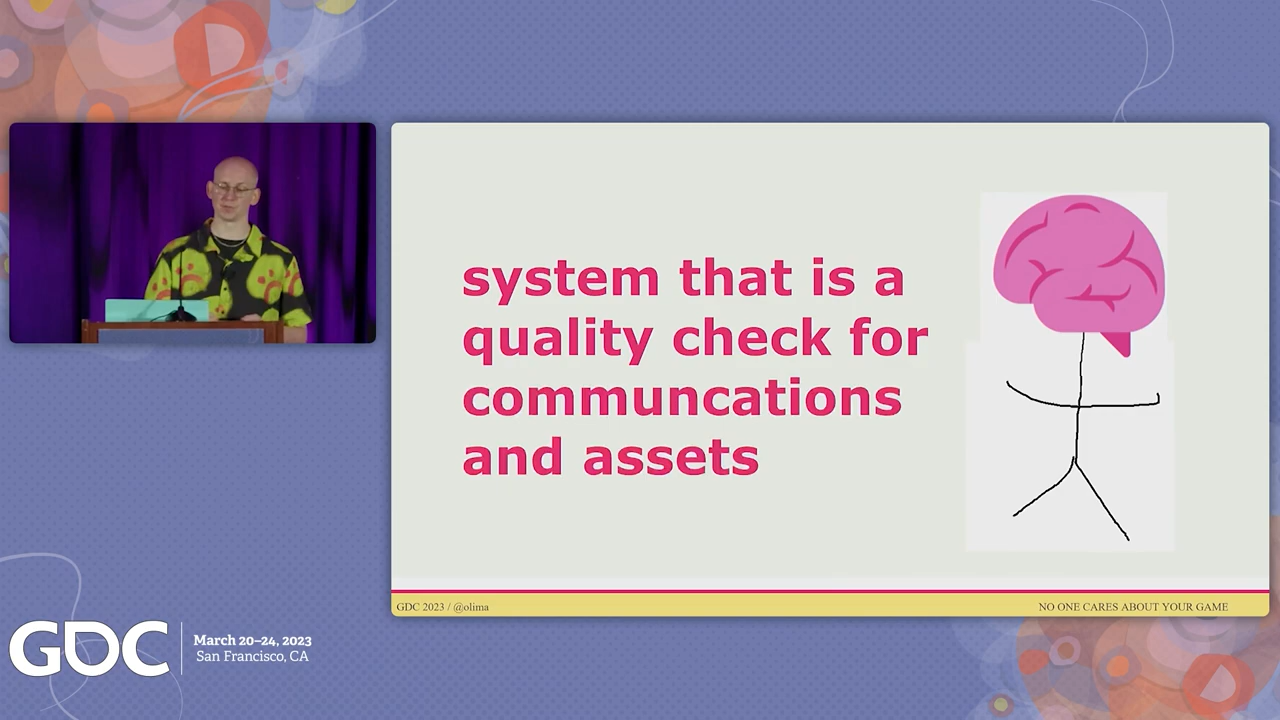 system that is a
quality check for
communcations
and assets
GDC 2023 / @olima
NO ONE CARES ABOUT YOUR GAME
GDC
March 20–24, 2023
San Francisco, CA